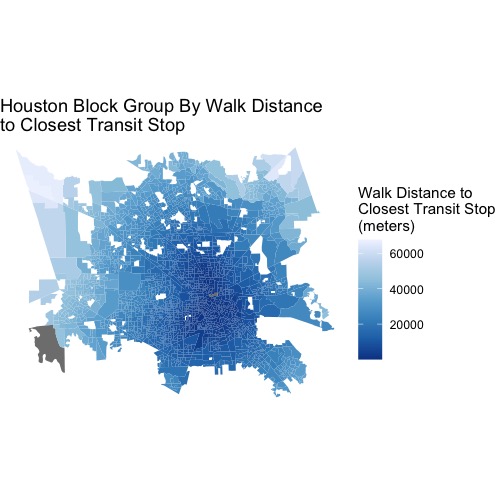 Houston Block Group By Walk Distance
to Closest Transit Stop
Walk Distance to
Closest Transit Stop
(meters)
60000
40000
20000